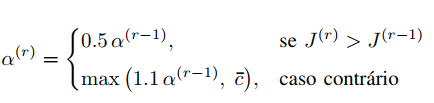 α^(r) = { 0.5 α^(r−1), se J^(r) > J^(r−1)
max (1.1 α^(r−1), c̄), caso contrário